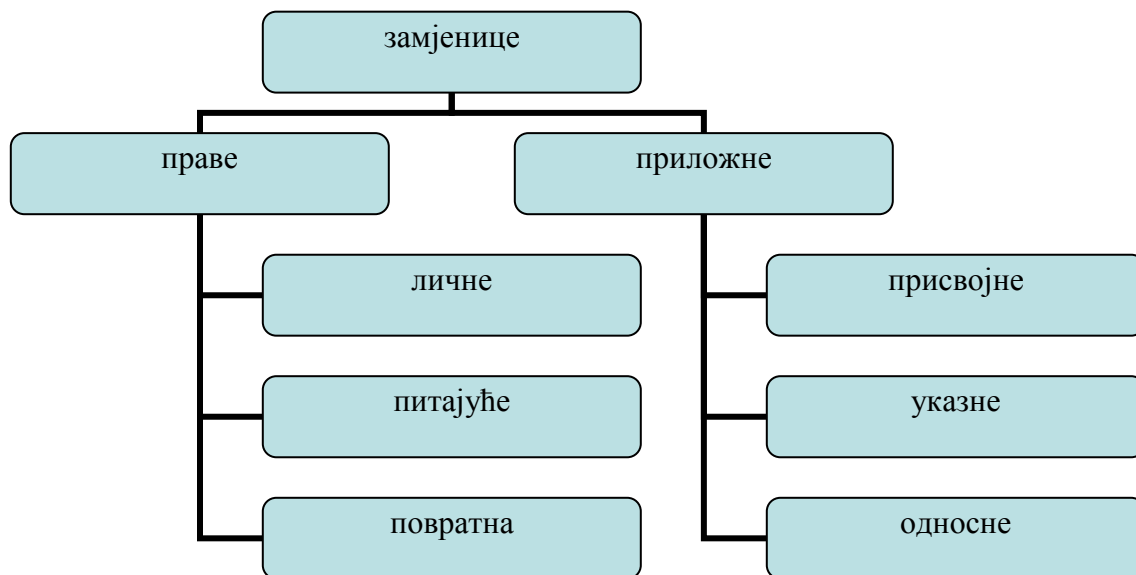 замјенице
праве
приложне
личне
присвојне
питајуће
указне
повратна
односне